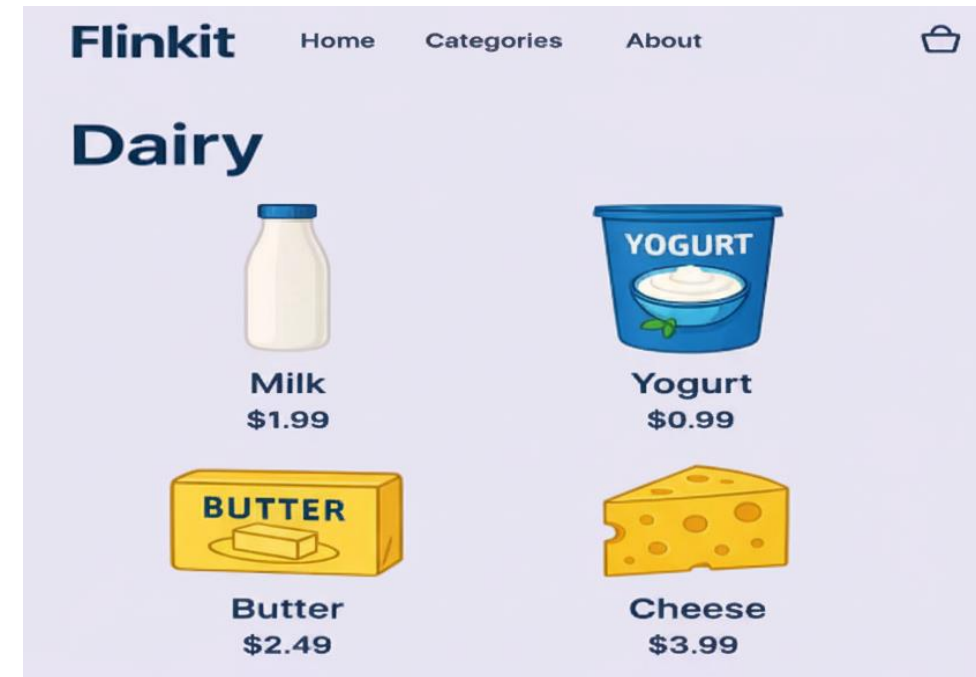 Flinkit Home Categories About
Dairy
YOGURT
Milk Yogurt
$1.99 $0.99
BUTTER
Butter Cheese
$2.49 $3.99